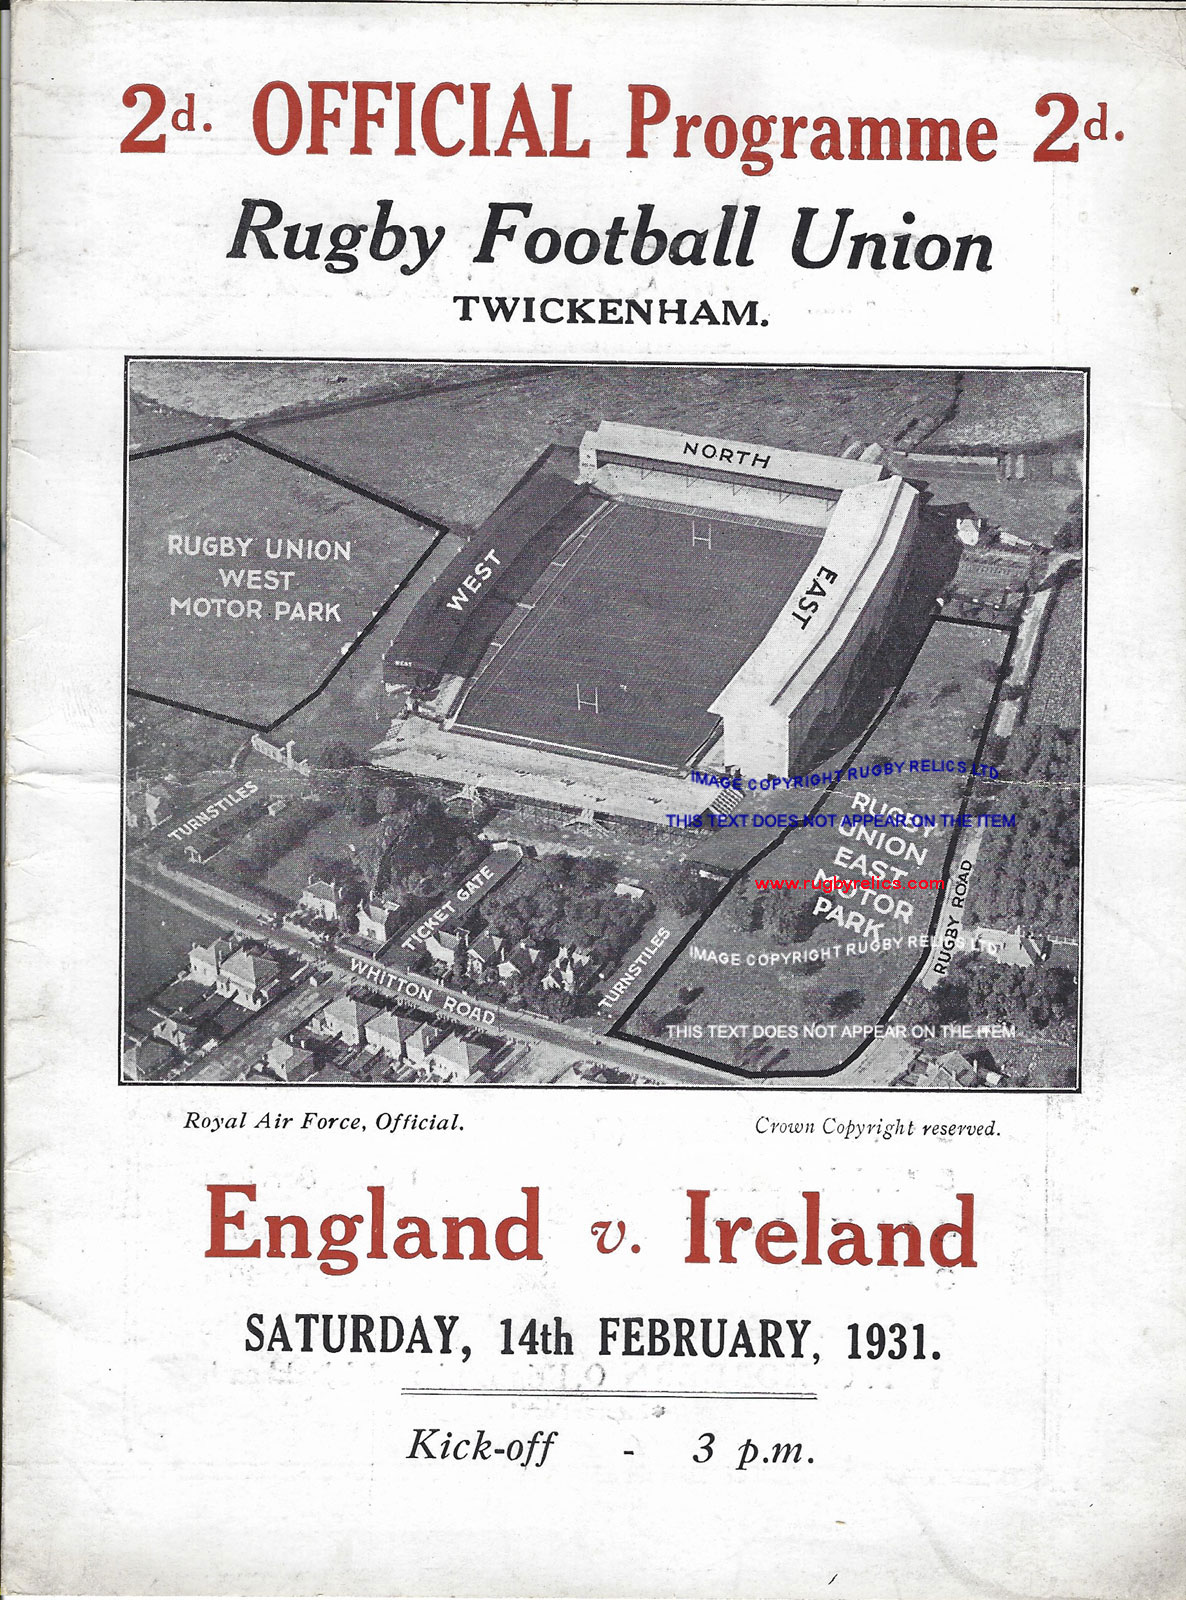 2d. OFFICIAL Programme 2d.
Rugby Football Union
TWICKENHAM.
NORTH
WEST
EAST
WEST
RUGBY UNION
WEST
MOTOR PARK
TURNSTILES
TICKET GATE
WHITTON ROAD
TURNSTILES
RUGBY
UNION
EAST
MOTOR
PARK
RUGBY ROAD
IMAGE COPYRIGHT RUGBY RELICS LTD
THIS TEXT DOES NOT APPEAR ON THE ITEM
www.rugbyrelics.com
IMAGE COPYRIGHT RUGBY RELICS LTD
THIS TEXT DOES NOT APPEAR ON THE ITEM
Royal Air Force, Official.
Crown Copyright reserved.
England v. Ireland
SATURDAY, 14th FEBRUARY, 1931.
Kick-off - 3 p.m.